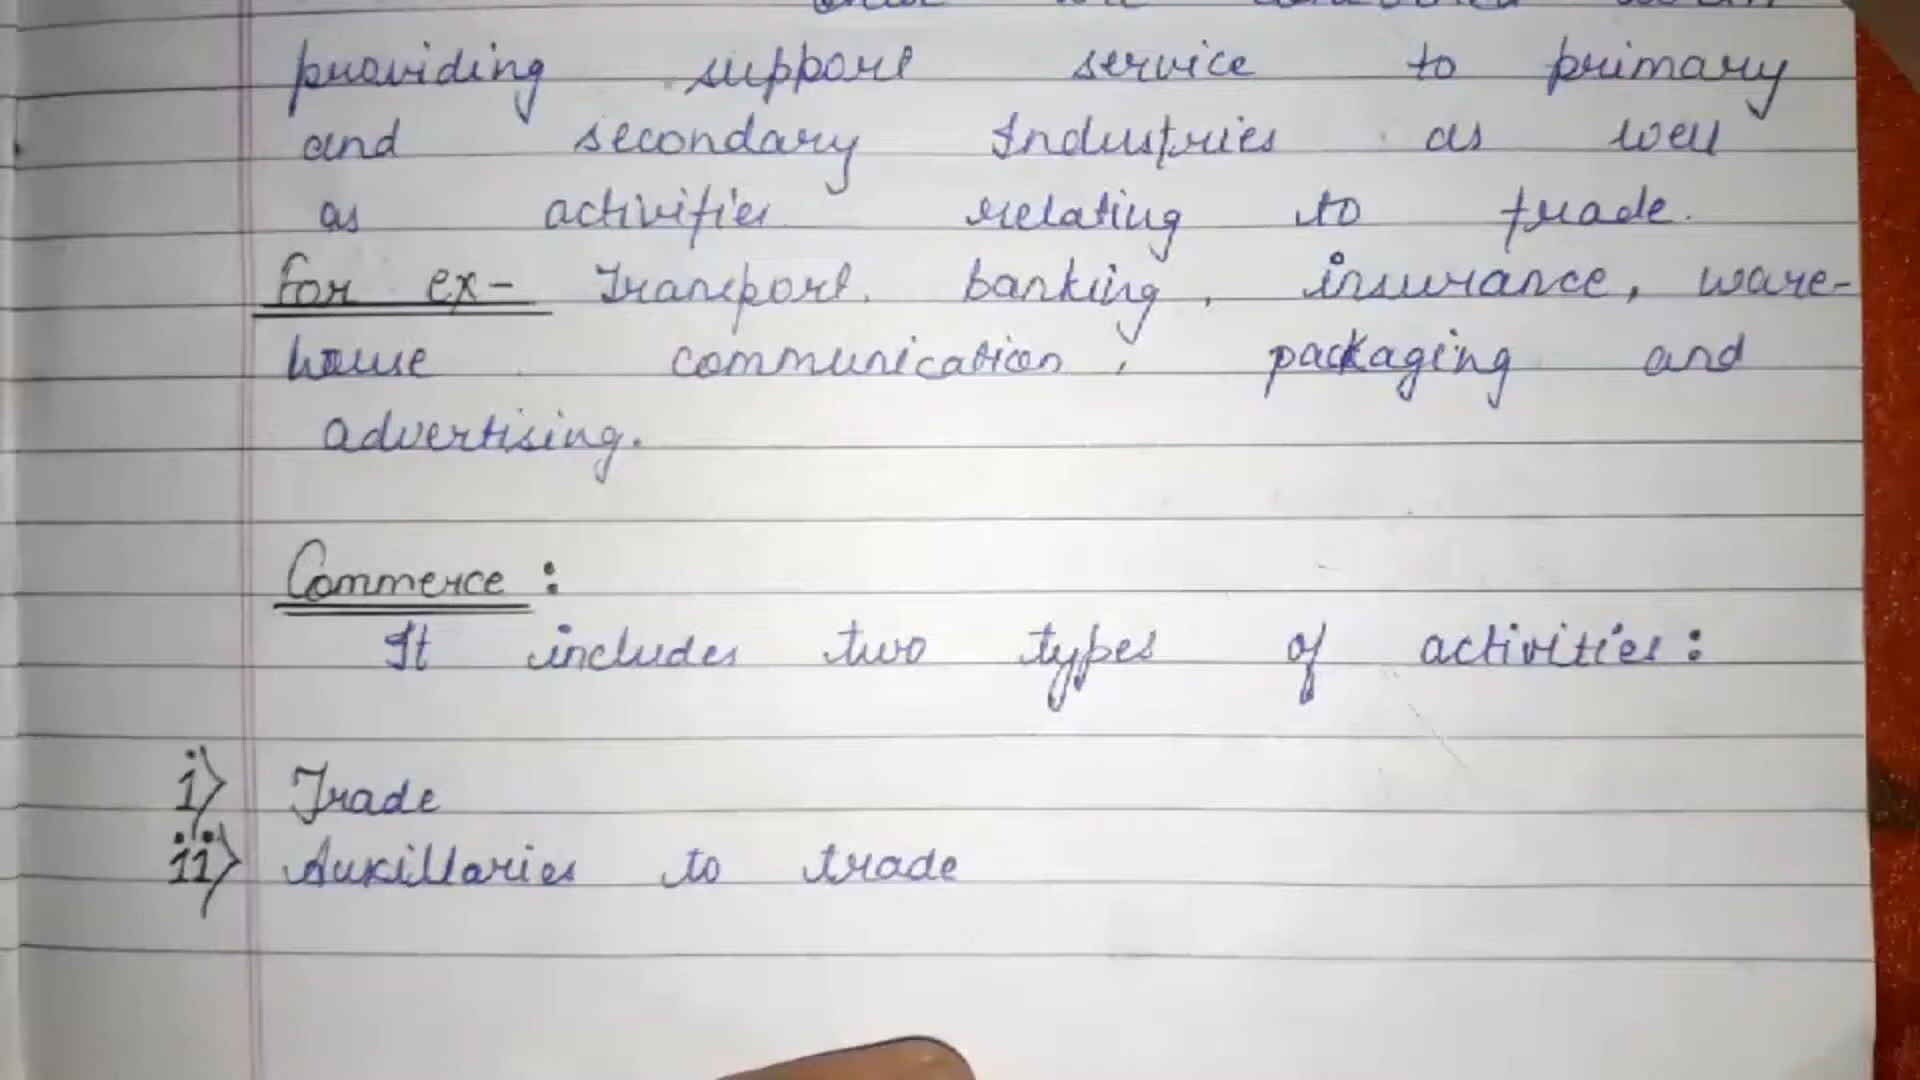 providing support service to primary
and secondary Industries as well
as activities relating to trade.
for ex- Transport, banking, insurance, ware-
house communication, packaging and
advertising.
Commerce:
It includes two types of activities:
i) Trade
ii) Auxillaries to trade